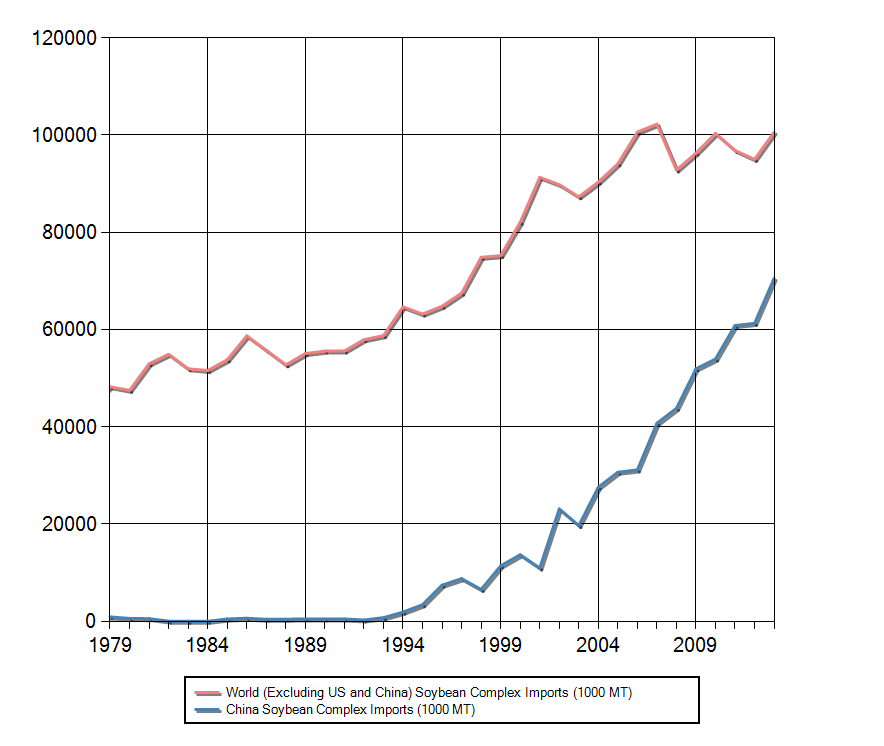 120000
100000
80000
60000
40000
20000
0
1979 1984 1989 1994 1999 2004 2009
World (Excluding US and China) Soybean Complex Imports (1000 MT)
China Soybean Complex Imports (1000 MT)